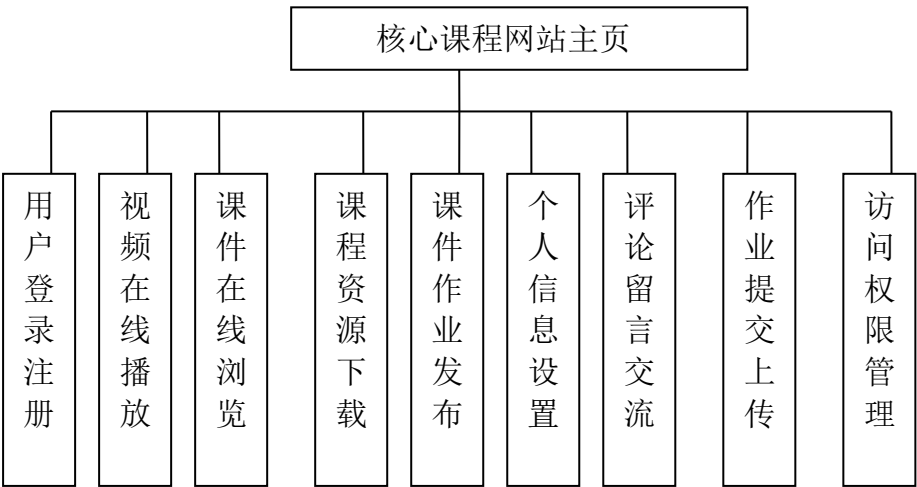 核心课程网站主页
用户登录注册
视频在线播放
课件在线浏览
课程资源下载
课件作业发布
个人信息设置
评论留言交流
作业提交上传
访问权限管理